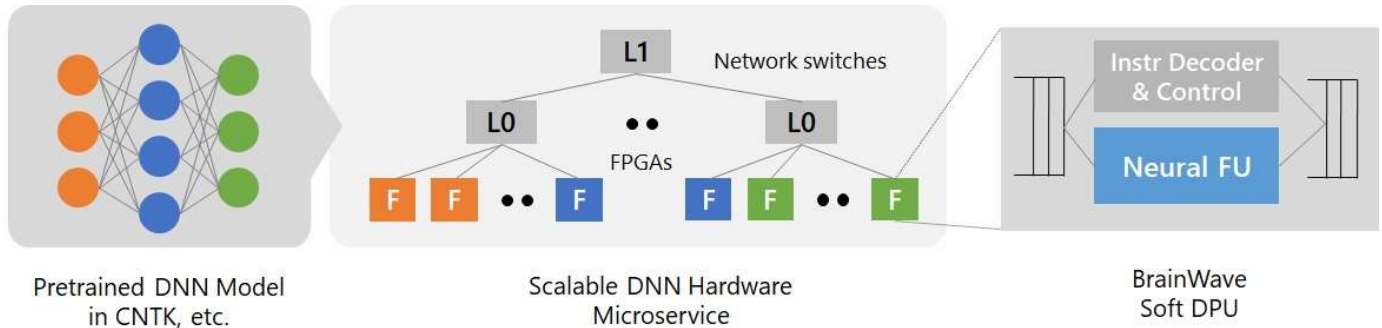 L1
Network switches
L0
L0
FPGAs
F
F
F
F
F
F
Instr Decoder
& Control
Neural FU
Pretrained DNN Model
in CNTK, etc.
Scalable DNN Hardware
Microservice
BrainWave
Soft DPU